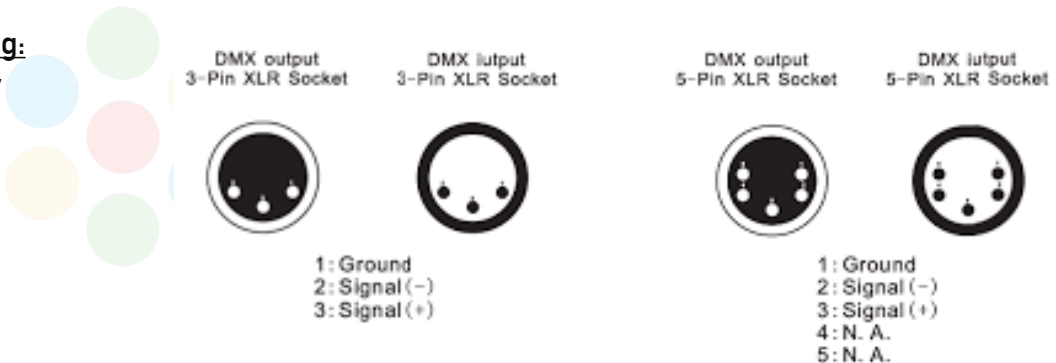 g:
DMX output
3-Pin XLR Socket
DMX iutput
3-Pin XLR Socket
1:Ground
2:Signal(-)
3:Signal(+)
DMX output
5-Pin XLR Socket
DMX iutput
5-Pin XLR Socket
1:Ground
2:Signal(-)
3:Signal(+)
4:N. A.
5:N. A.